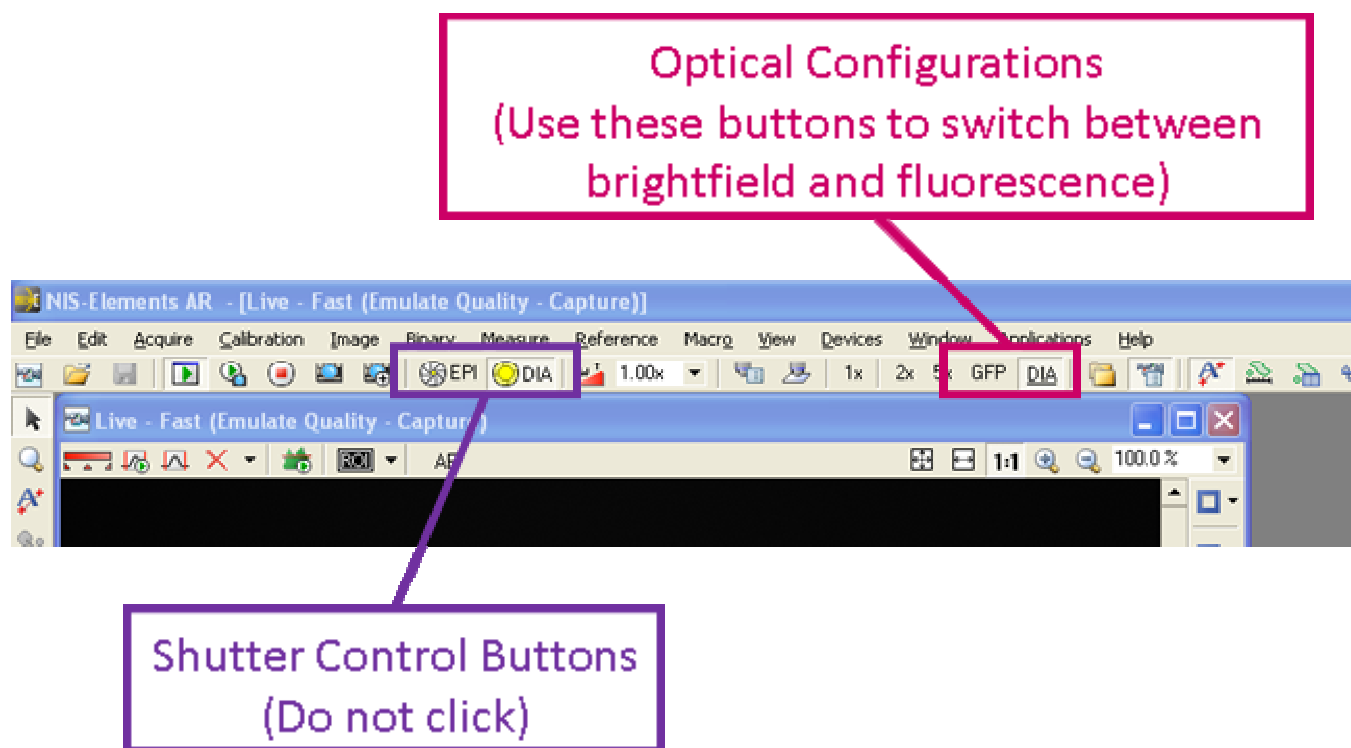 Optical Configurations
(Use these buttons to switch between
brightfield and fluorescence)
NIS-Elements AR - [Live - Fast (Emulate Quality - Capture)]
File Edit Acquire Calibration Image Binary Measure Reference Macro View Devices Window Applications Help
EPI DIA 1.00x 1x 2x 5x GFP DIA
Live - Fast (Emulate Quality - Capture)
ROI 1:1 100.0 %
Shutter Control Buttons
(Do not click)